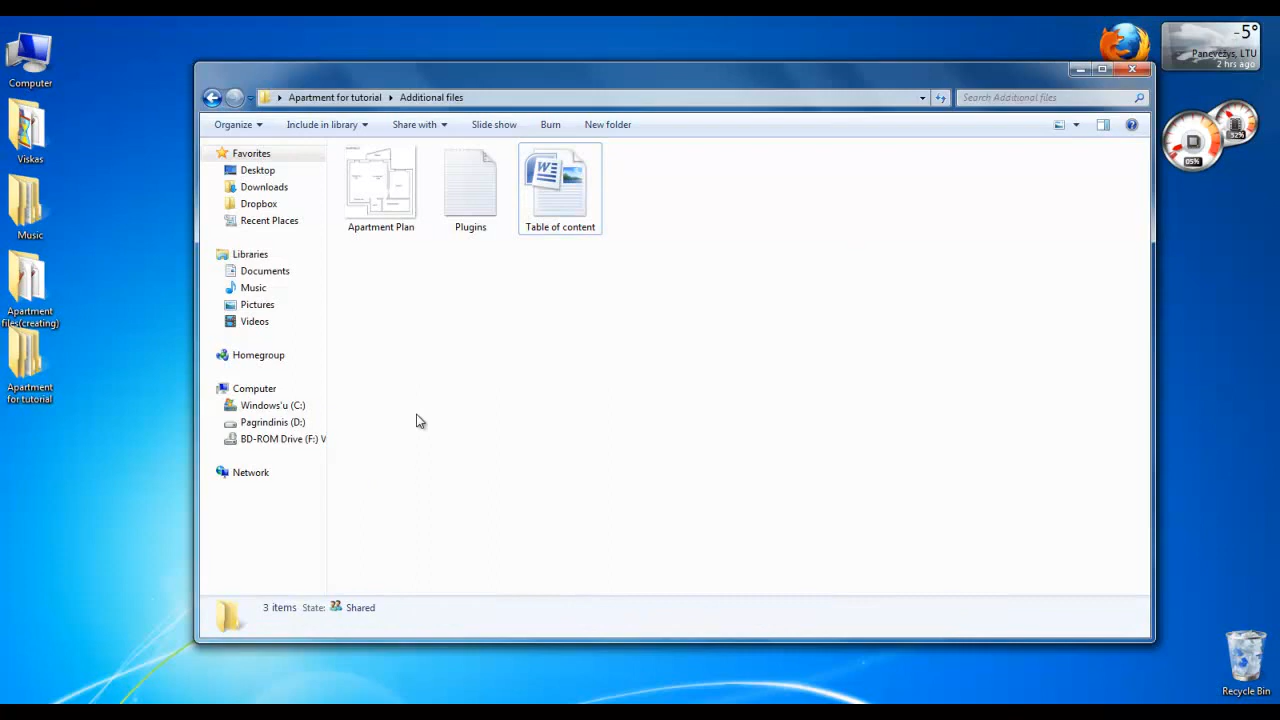 Computer
Viskas
Music
Apartment
files(creating)
Apartment
for tutorial
Apartment for tutorial
Additional files
Search Additional files
Organize
Include in library
Share with
Slide show
Burn
New folder
Favorites
Desktop
Downloads
Dropbox
Recent Places
Libraries
Documents
Music
Pictures
Videos
Homegroup
Computer
Windows'u (C:)
Pagrindinis (D:)
BD-ROM Drive (F:) V
Network
Apartment Plan
Plugins
Table of content
3 items State: Shared
-5°
Panevėžys, LTU
2 hrs ago
92%
05%
Recycle Bin